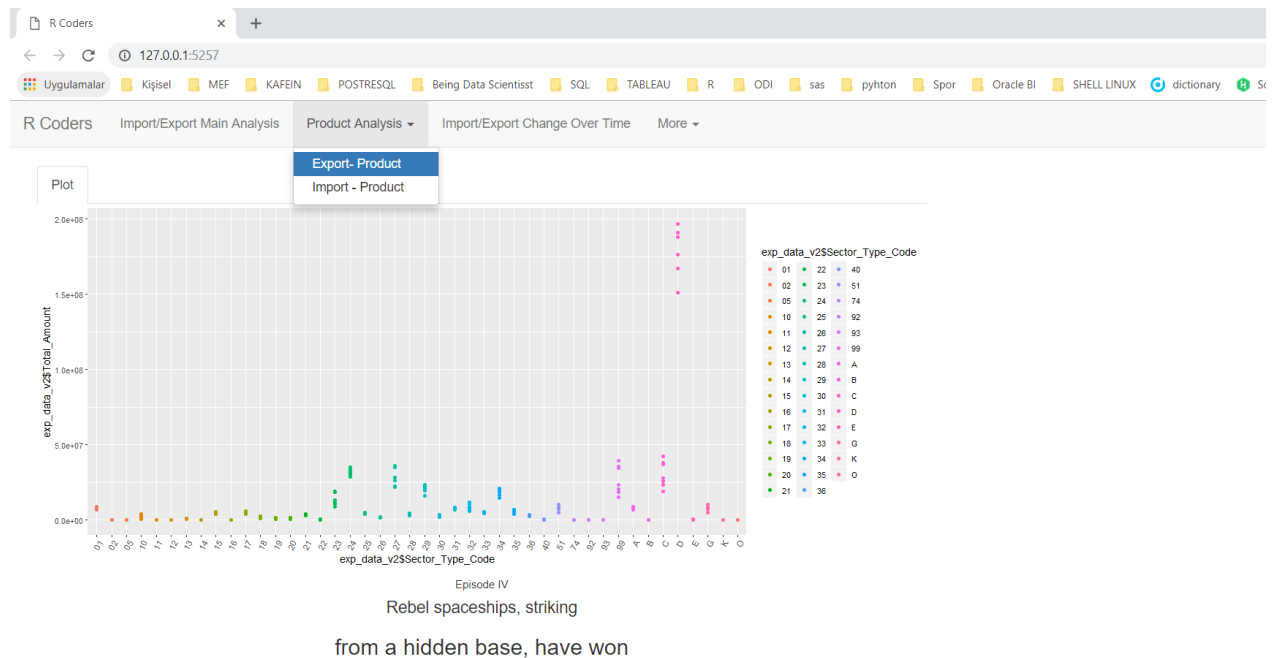 R Coders
127.0.0.1:5257
Uygulamalar Kişisel MEF KAFEIN POSTRESQL Being Data Scientisst SQL TABLEAU R ODI sas pyhton Spor Oracle BI SHELL LINUX dictionary
R Coders Import/Export Main Analysis Product Analysis Import/Export Change Over Time More
Export- Product
Import - Product
Plot
exp_data_v2$Total_Amount
2.0e+08
1.5e+08
1.0e+08
5.0e+07
0.0e+00
01 02 05 10 11 12 13 14 15 16 17 18 19 20 21 22 23 24 25 26 27 28 29 30 31 32 33 34 35 36 40 51 74 92 93 99 A B C D E G K O
exp_data_v2$Sector_Type_Code
exp_data_v2$Sector_Type_Code
01 22 40
02 23 51
05 24 74
10 25 92
11 26 93
12 27 99
13 28 A
14 29 B
15 30 C
16 31 D
17 32 E
18 33 G
19 34 K
20 35 O
21 36
Episode IV
Rebel spaceships, striking
from a hidden base, have won